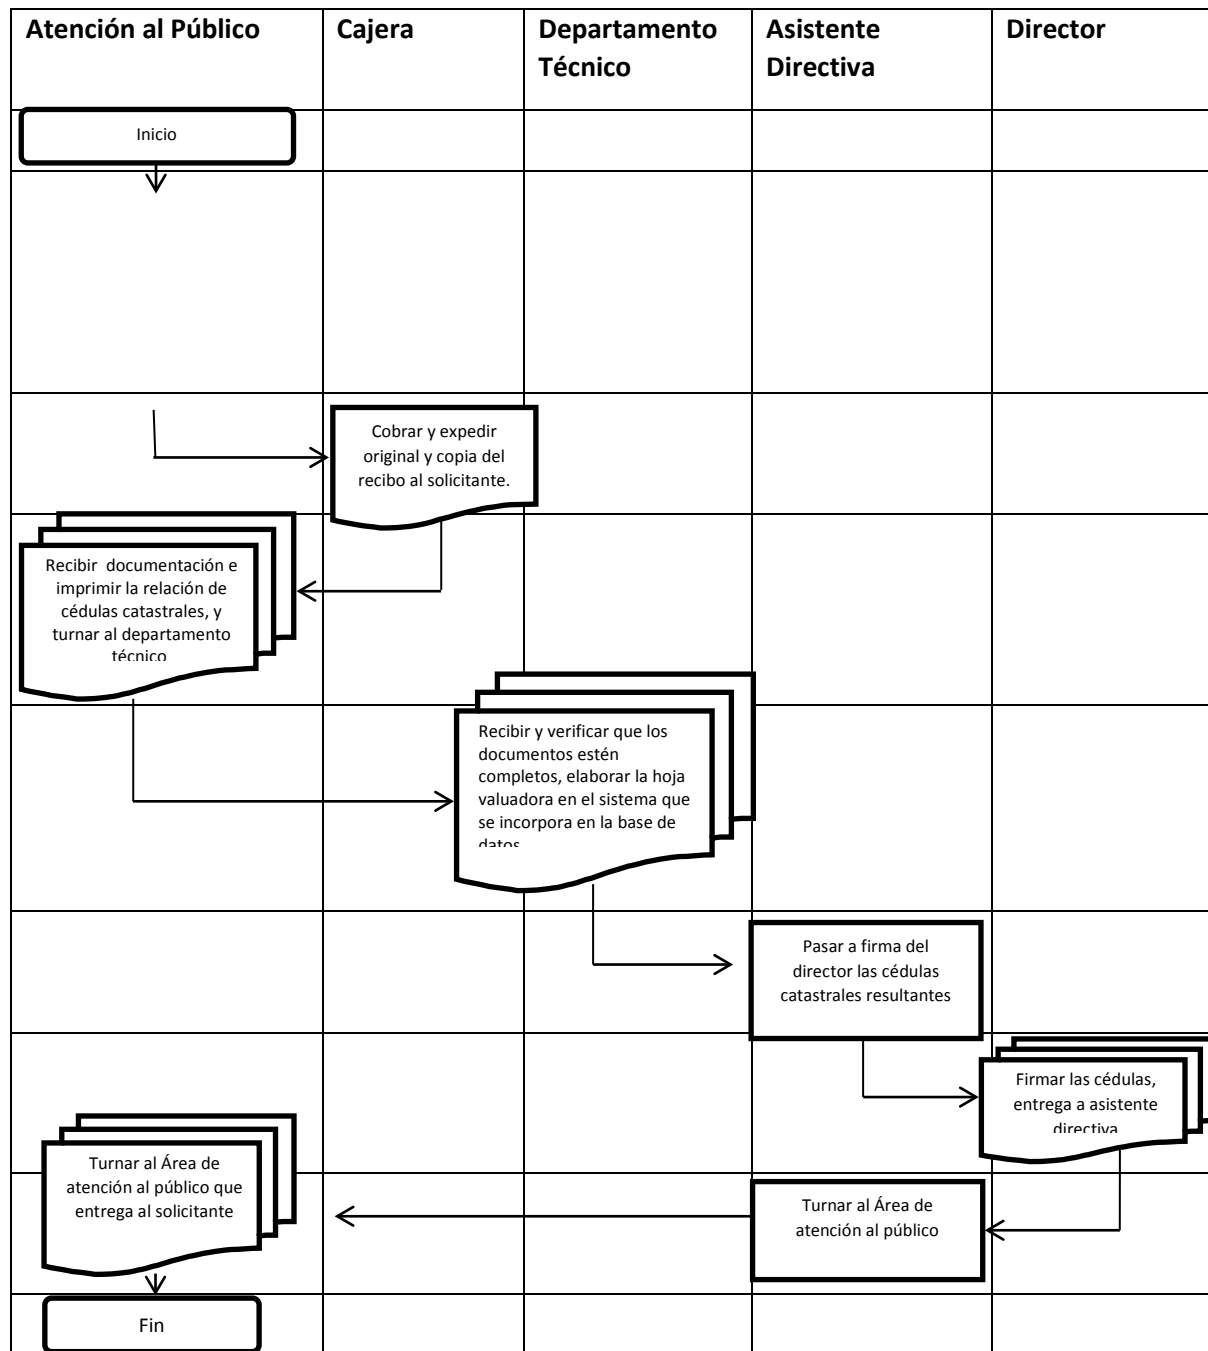 Atención al Público
Cajera
Departamento
Técnico
Asistente
Directiva
Director
Inicio
Cobrar y expedir
original y copia del
recibo al solicitante.
Recibir documentación e
imprimir la relación de
cédulas catastrales, y
turnar al departamento
técnico
Recibir y verificar que los
documentos estén
completos, elaborar la hoja
valuadora en el sistema que
se incorpora en la base de
datos
Pasar a firma del
director las cédulas
catastrales resultantes
Firmar las cédulas,
entrega a asistente
directiva
Turnar al Área de
atención al público que
entrega al solicitante
Turnar al Área de
atención al público
Fin